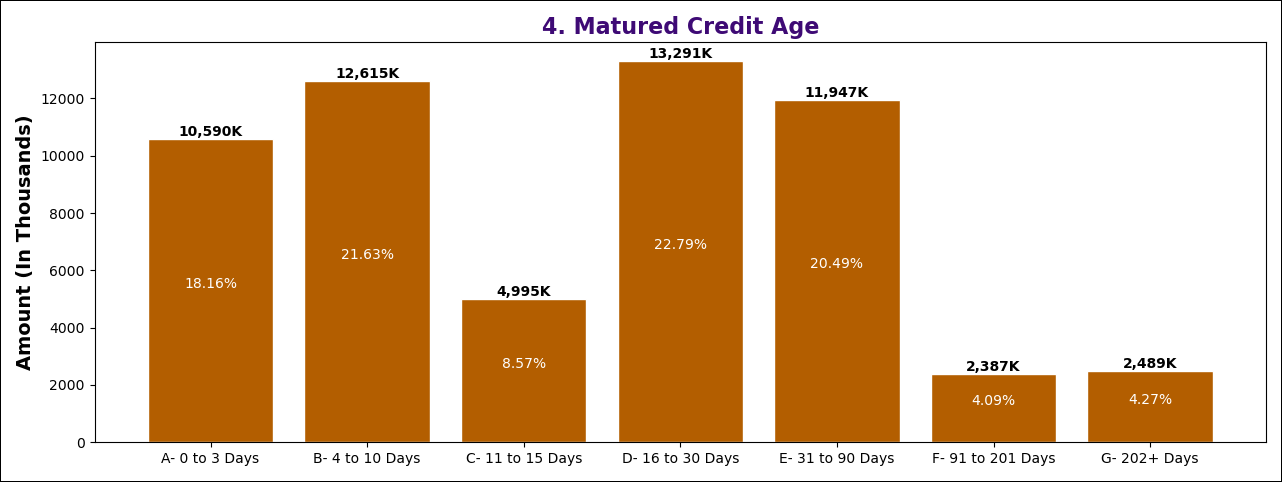 4. Matured Credit Age
Amount (In Thousands)
12000
10000
8000
6000
4000
2000
0
10,590K
12,615K
4,995K
13,291K
11,947K
2,387K
2,489K
18.16%
21.63%
8.57%
22.79%
20.49%
4.09%
4.27%
A- 0 to 3 Days
B- 4 to 10 Days
C- 11 to 15 Days
D- 16 to 30 Days
E- 31 to 90 Days
F- 91 to 201 Days
G- 202+ Days